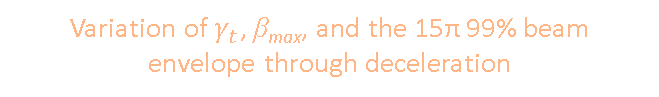 Variation of γₜ, βₘₐₓ, and the 15π 99% beam
envelope through deceleration